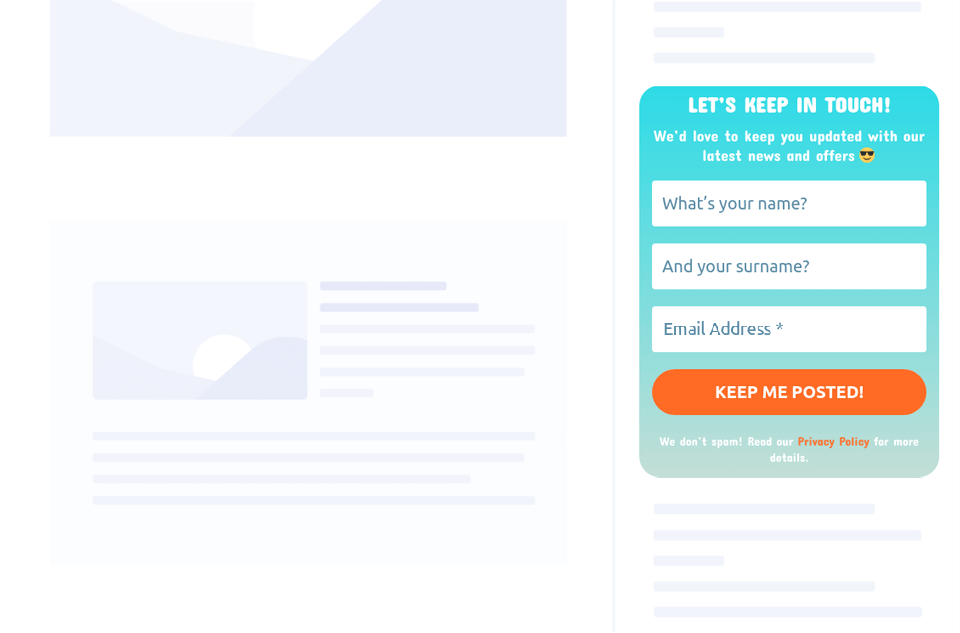 LET'S KEEP IN TOUCH!
We'd love to keep you updated with our
latest news and offers 😎
What's your name?
And your surname?
Email Address *
KEEP ME POSTED!
We don't spam! Read our Privacy Policy for more
details.